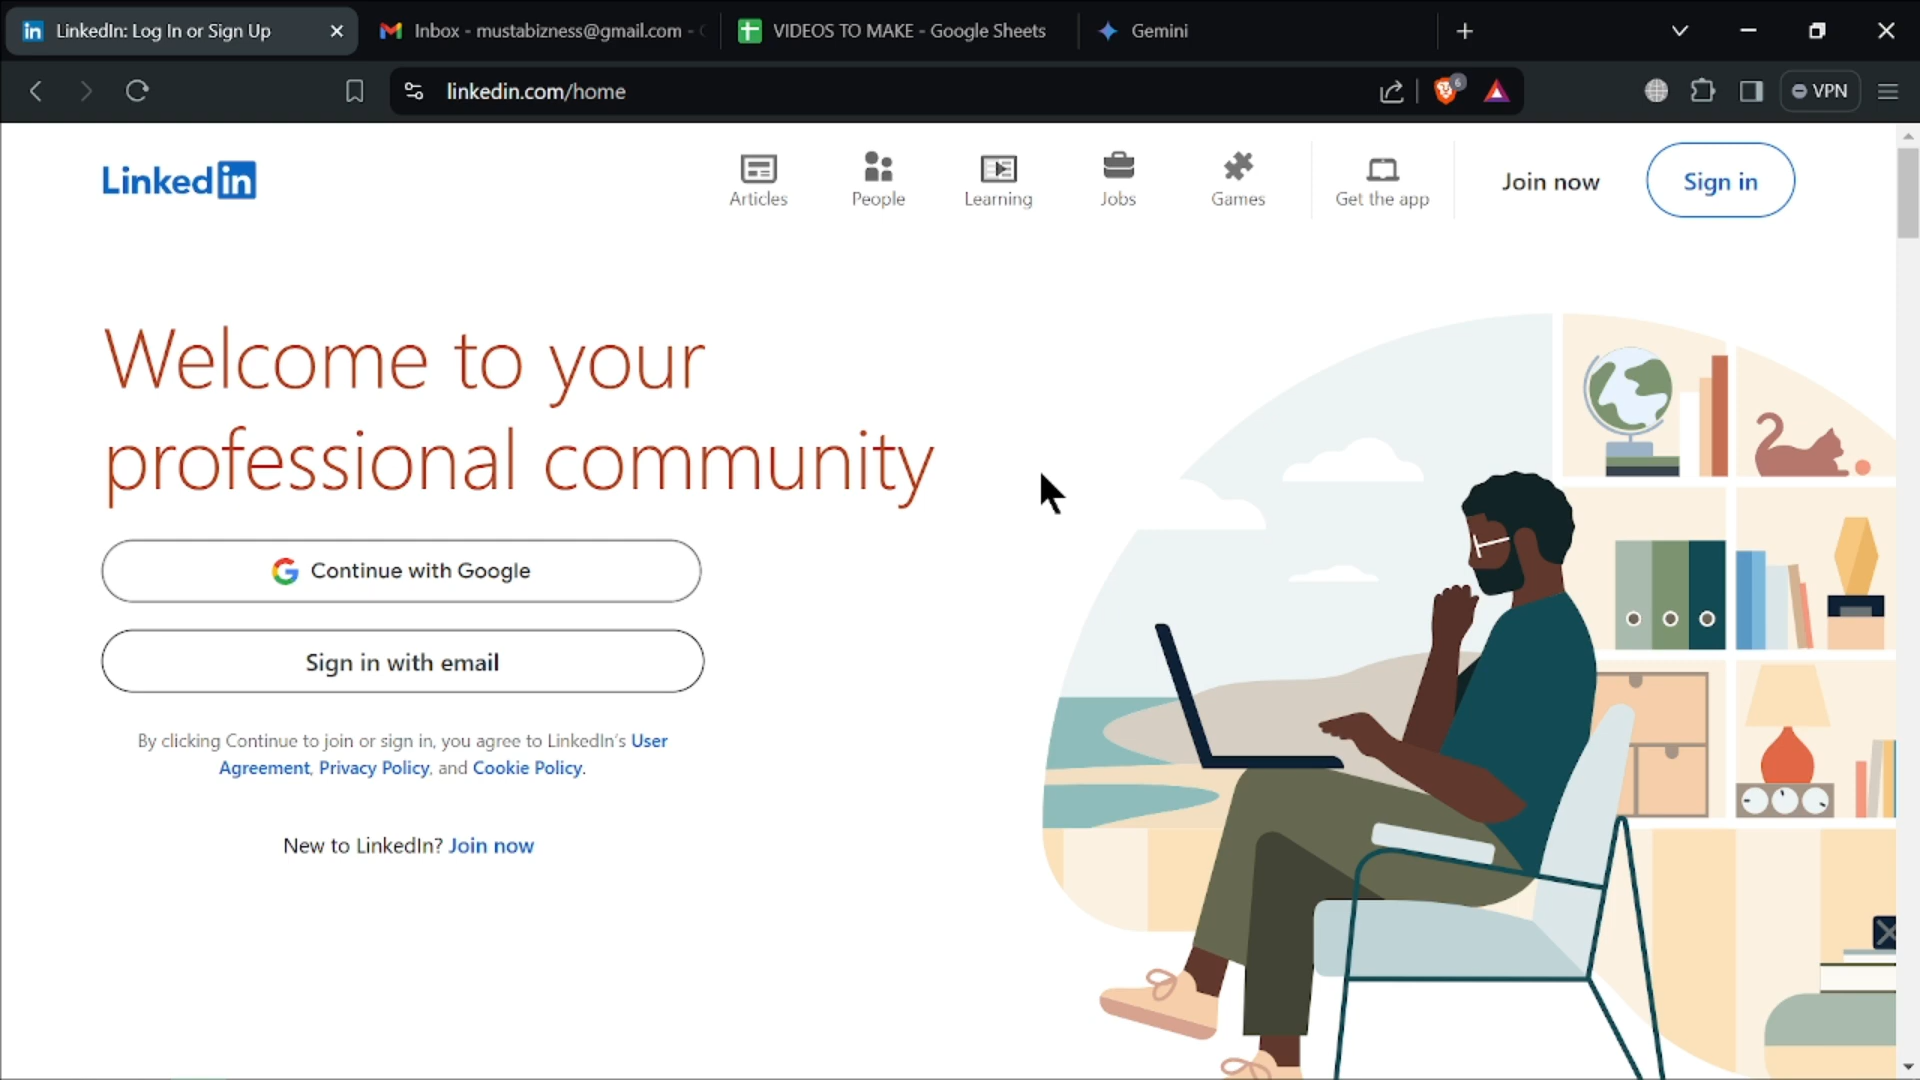 LinkedIn: Log In or Sign Up
Inbox - mustabizness@gmail.com -
VIDEOS TO MAKE - Google Sheets
Gemini
linkedin.com/home
6
VPN
Linked in
Articles
People
Learning
Jobs
Games
Get the app
Join now
Sign in
Welcome to your
professional community
Continue with Google
Sign in with email
By clicking Continue to join or sign in, you agree to LinkedIn's User
Agreement, Privacy Policy, and Cookie Policy.
New to LinkedIn? Join now